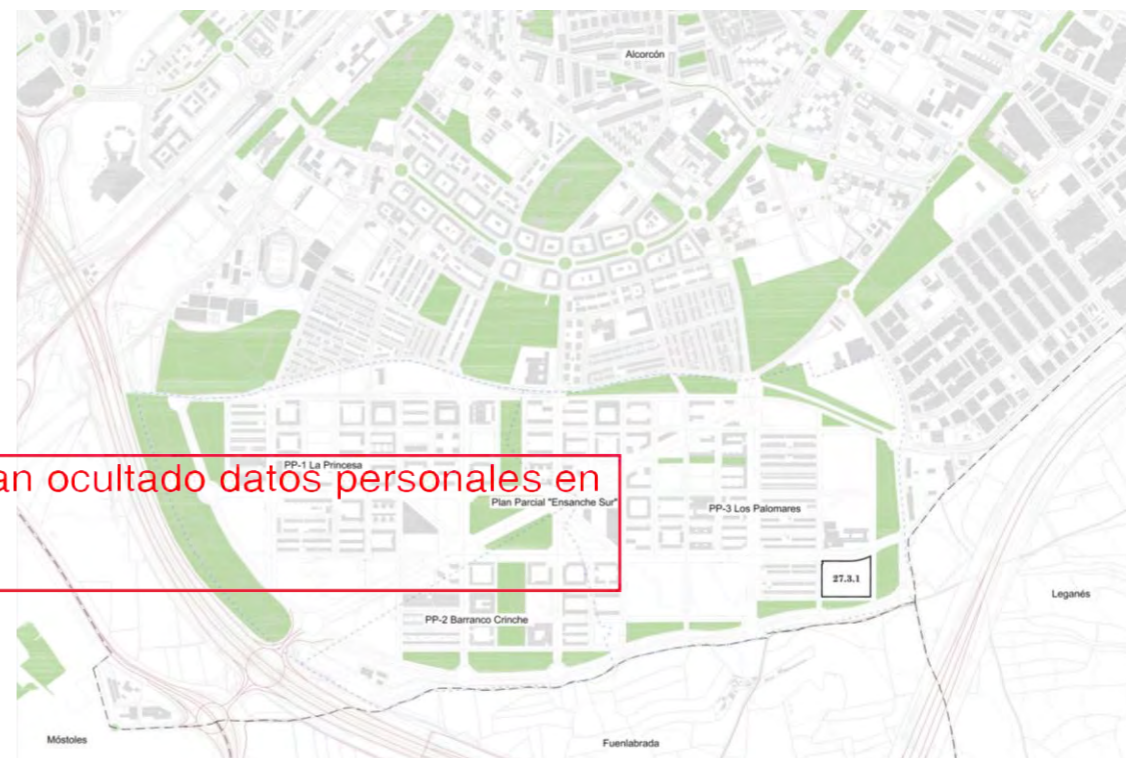 Alcorcón
PP-1 La Princesa
an ocultado datos personales en
Plan Parcial "Ensanche Sur"
PP-3 Los Palomares
27.3.1
Leganés
PP-2 Barranco Crinche
Móstoles
Fuenlabrada